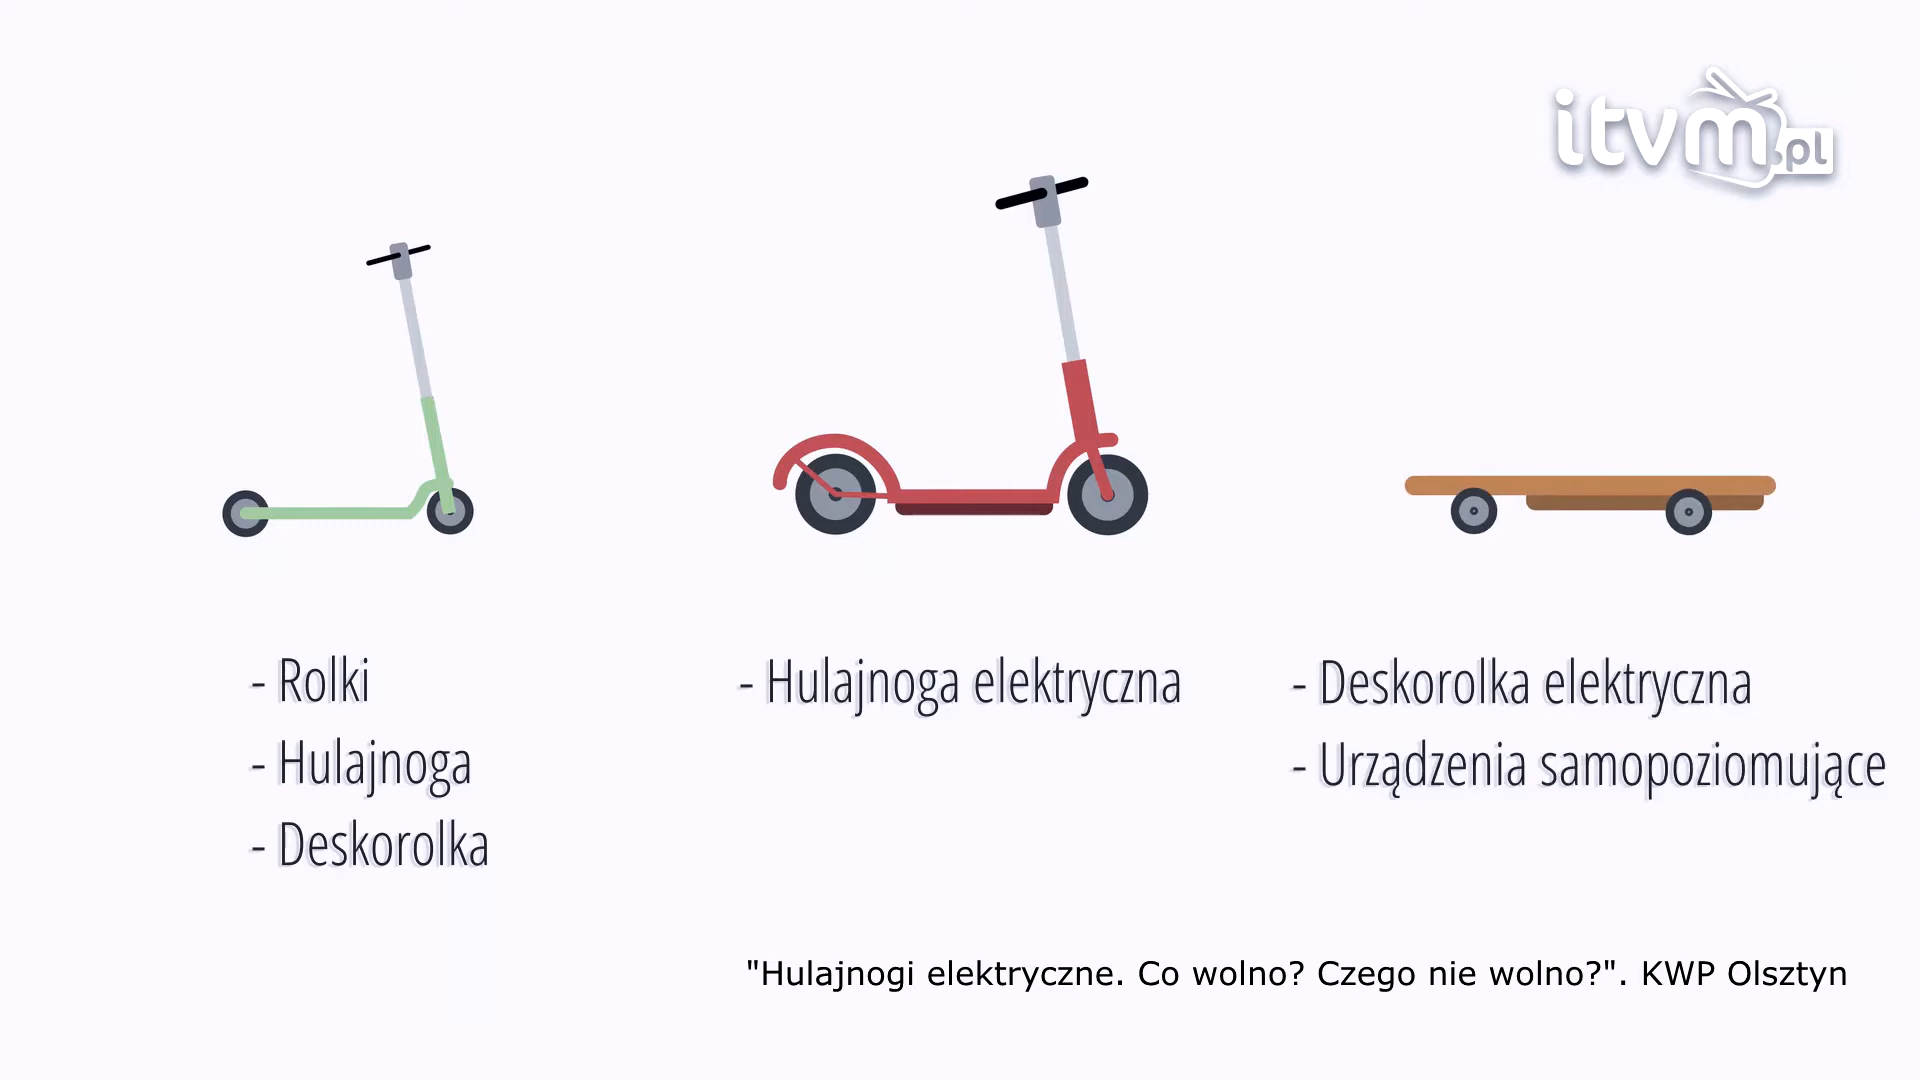 itvm.pl
- Rolki
- Hulajnoga
- Deskorolka
- Hulajnoga elektryczna
- Deskorolka elektryczna
- Urządzenia samopoziomujące
"Hulajnogi elektryczne. Co wolno? Czego nie wolno?". KWP Olsztyn